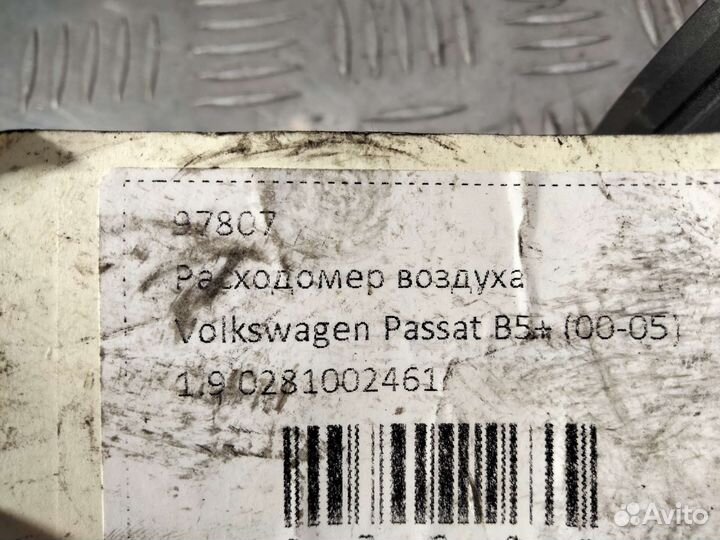 97807
Расходомер воздуха
Volkswagen Passat B5+ (00-05)
1.9 0281002461
Avito